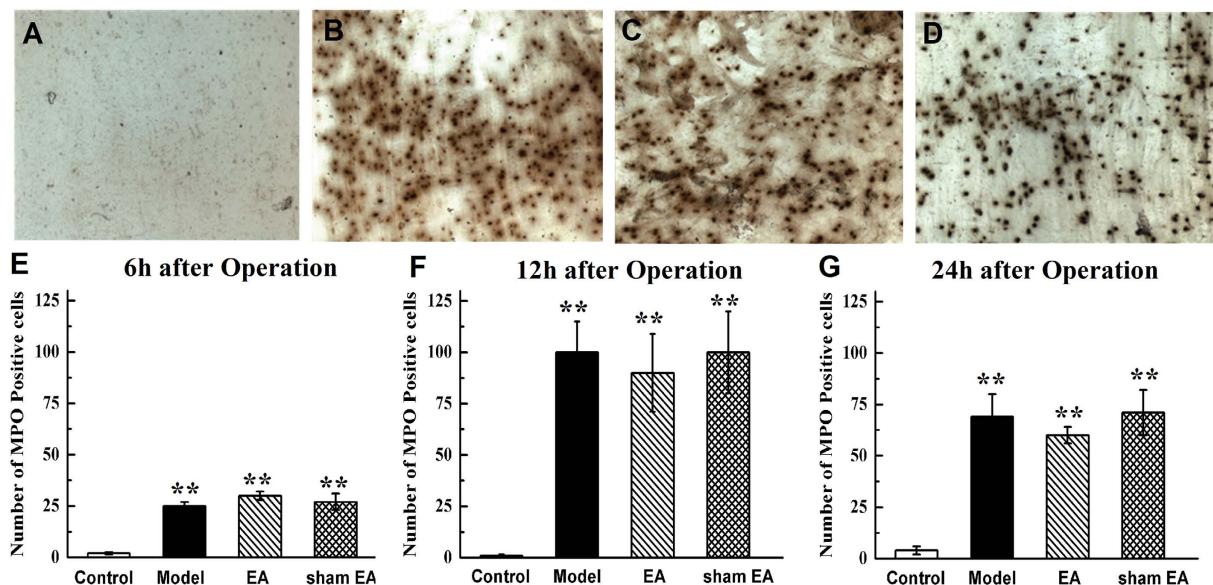 A
B
C
D
E
6h after Operation
Number of MPO Positive cells
125
100
75
50
25
0
**
**
**
Control
Model
EA
sham EA
F
12h after Operation
Number of MPO Positive cells
125
100
75
50
25
0
**
**
**
Control
Model
EA
sham EA
G
24h after Operation
Number of MPO Positive cells
125
100
75
50
25
0
**
**
**
Control
Model
EA
sham EA